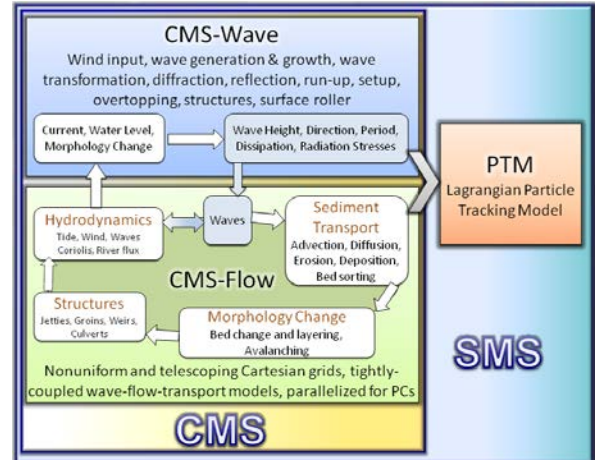 CMS-Wave
Wind input, wave generation & growth, wave
transformation, diffraction, reflection, run-up, setup,
overtopping, structures, surface roller
Current, Water Level,
Morphology Change
Wave Height, Direction, Period,
Dissipation, Radiation Stresses
PTM
Lagrangian Particle
Tracking Model
Hydrodynamics
Tide, Wind, Waves
Coriolis, River flux
Waves
Sediment
Transport
Advection, Diffusion,
Erosion, Deposition,
Bed sorting
CMS-Flow
Structures
Jetties, Groins, Weirs,
Culverts
Morphology Change
Bed change and layering,
Avalanching
Nonuniform and telescoping Cartesian grids, tightly-
coupled wave-flow-transport models, parallelized for PCs
SMS
CMS